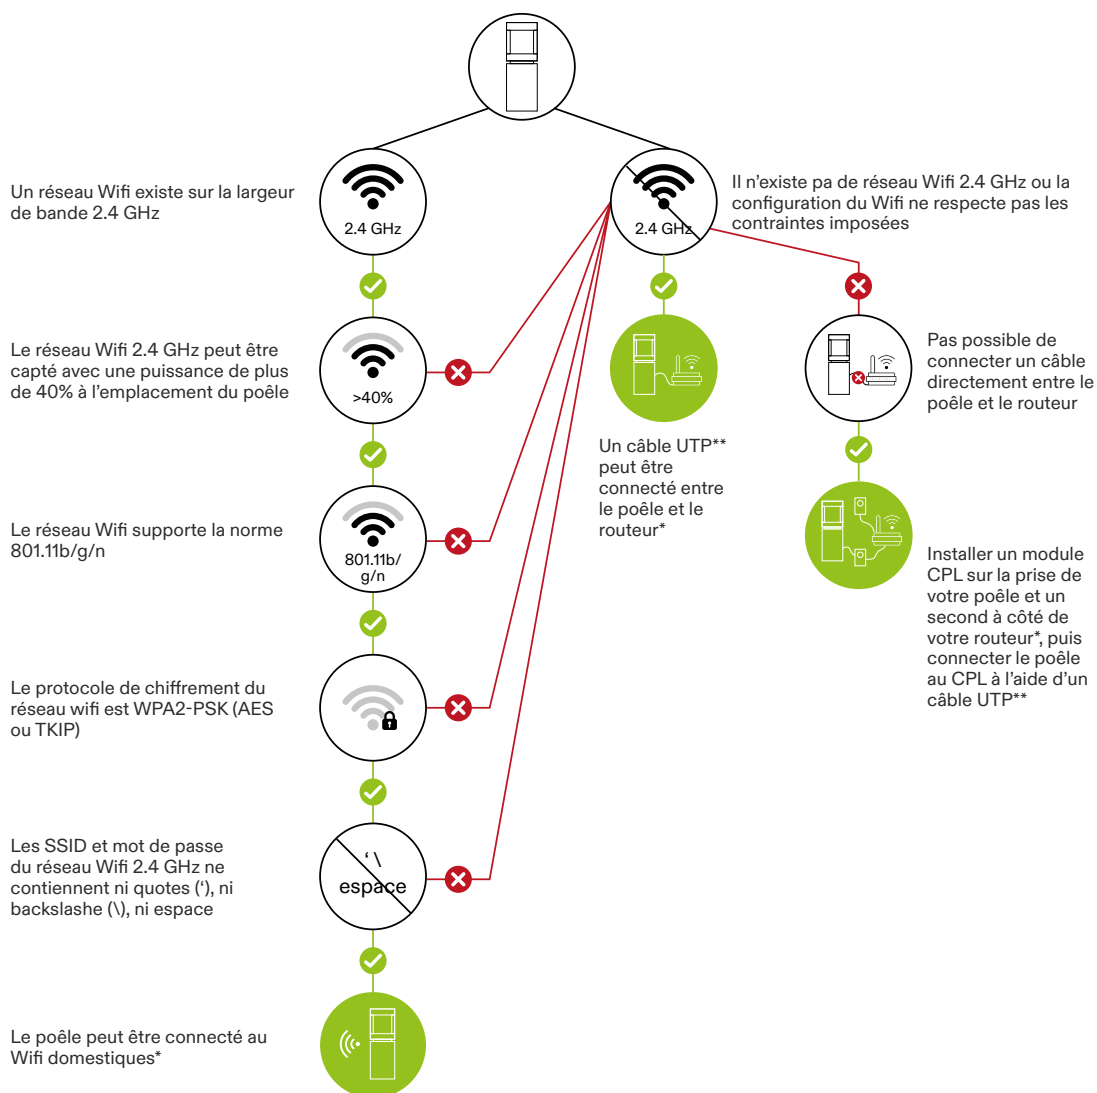 Un réseau Wifi existe sur la largeur
de bande 2.4 GHz
2.4 GHz
2.4 GHz
Il n'existe pa de réseau Wifi 2.4 GHz ou la
configuration du Wifi ne respecte pas les
contraintes imposées
Le réseau Wifi 2.4 GHz peut être
capté avec une puissance de plus
de 40% à l'emplacement du poêle
>40%
Un câble UTP**
peut être
connecté entre
le poêle et le
routeur*
Pas possible de
connecter un câble
directement entre le
poêle et le routeur
Le réseau Wifi supporte la norme
801.11b/g/n
801.11b/
g/n
Installer un module
CPL sur la prise de
votre poêle et un
second à côté de
votre routeur*, puis
connecter le poêle
au CPL à l'aide d'un
câble UTP**
Le protocole de chiffrement du
réseau wifi est WPA2-PSK (AES
ou TKIP)
Les SSID et mot de passe
du réseau Wifi 2.4 GHz ne
contiennent ni quotes (‘), ni
backslashe (\), ni espace
‘ \
espace
Le poêle peut être connecté au
Wifi domestiques*